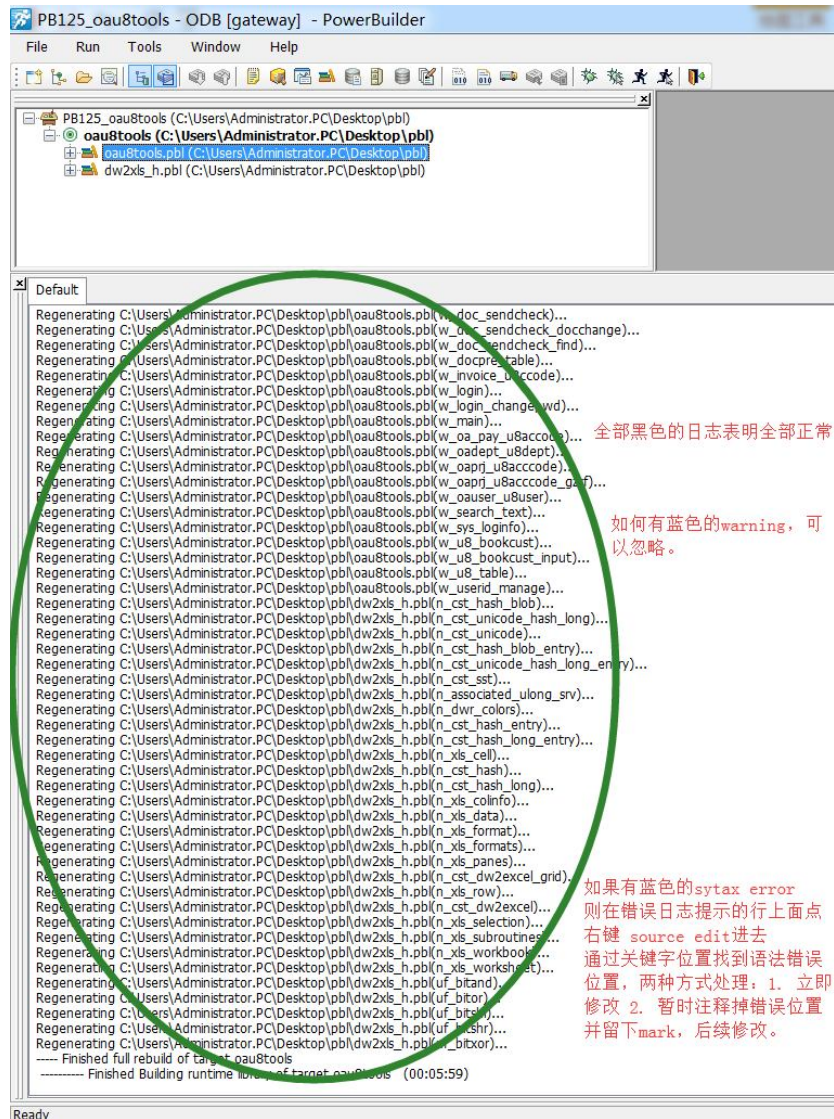 PB125_oau8tools - ODB [gateway] - PowerBuilder
File Run Tools Window Help
PB125_oau8tools (C:\Users\Administrator.PC\Desktop\pbl)
oau8tools (C:\Users\Administrator.PC\Desktop\pbl)
oau8tools.pbl (C:\Users\Administrator.PC\Desktop\pbl)
dw2xls_h.pbl (C:\Users\Administrator.PC\Desktop\pbl)
Default
Regenerating C:\Users\Administrator.PC\Desktop\pbl\oau8tools.pbl(w_doc_sendcheck)...
Regenerating C:\Users\Administrator.PC\Desktop\pbl\oau8tools.pbl(w_doc_sendcheck_docchange)...
Regenerating C:\Users\Administrator.PC\Desktop\pbl\oau8tools.pbl(w_doc_sendcheck_find)...
Regenerating C:\Users\Administrator.PC\Desktop\pbl\oau8tools.pbl(w_docpre_table)...
Regenerating C:\Users\Administrator.PC\Desktop\pbl\oau8tools.pbl(w_invoice_u8ccode)...
Regenerating C:\Users\Administrator.PC\Desktop\pbl\oau8tools.pbl(w_login)...
Regenerating C:\Users\Administrator.PC\Desktop\pbl\oau8tools.pbl(w_login_changepwd)...
Regenerating C:\Users\Administrator.PC\Desktop\pbl\oau8tools.pbl(w_main)...
Regenerating C:\Users\Administrator.PC\Desktop\pbl\oau8tools.pbl(w_oa_pay_u8accode)...
全部黑色的日志表明全部正常
Regenerating C:\Users\Administrator.PC\Desktop\pbl\oau8tools.pbl(w_oadept_u8dept)...
Regenerating C:\Users\Administrator.PC\Desktop\pbl\oau8tools.pbl(w_oaprj_u8acccode)...
Regenerating C:\Users\Administrator.PC\Desktop\pbl\oau8tools.pbl(w_oaprj_u8acccode_gzf)...
Regenerating C:\Users\Administrator.PC\Desktop\pbl\oau8tools.pbl(w_oauser_u8user)...
Regenerating C:\Users\Administrator.PC\Desktop\pbl\oau8tools.pbl(w_search_text)...
Regenerating C:\Users\Administrator.PC\Desktop\pbl\oau8tools.pbl(w_sys_loginfo)...
如何有蓝色的warning，可
Regenerating C:\Users\Administrator.PC\Desktop\pbl\oau8tools.pbl(w_u8_bookcust)...
Regenerating C:\Users\Administrator.PC\Desktop\pbl\oau8tools.pbl(w_u8_bookcust_input)...
以忽略。
Regenerating C:\Users\Administrator.PC\Desktop\pbl\oau8tools.pbl(w_u8_table)...
Regenerating C:\Users\Administrator.PC\Desktop\pbl\oau8tools.pbl(w_userid_manage)...
Regenerating C:\Users\Administrator.PC\Desktop\pbl\dw2xls_h.pbl(n_cst_hash_blob)...
Regenerating C:\Users\Administrator.PC\Desktop\pbl\dw2xls_h.pbl(n_cst_unicode_hash_long)...
Regenerating C:\Users\Administrator.PC\Desktop\pbl\dw2xls_h.pbl(n_cst_unicode)...
Regenerating C:\Users\Administrator.PC\Desktop\pbl\dw2xls_h.pbl(n_cst_hash_blob_entry)...
Regenerating C:\Users\Administrator.PC\Desktop\pbl\dw2xls_h.pbl(n_cst_unicode_hash_long_entry)...
Regenerating C:\Users\Administrator.PC\Desktop\pbl\dw2xls_h.pbl(n_cst_sst)...
Regenerating C:\Users\Administrator.PC\Desktop\pbl\dw2xls_h.pbl(n_associated_ulong_srv)...
Regenerating C:\Users\Administrator.PC\Desktop\pbl\dw2xls_h.pbl(n_dwr_colors)...
Regenerating C:\Users\Administrator.PC\Desktop\pbl\dw2xls_h.pbl(n_cst_hash_entry)...
Regenerating C:\Users\Administrator.PC\Desktop\pbl\dw2xls_h.pbl(n_cst_hash_long_entry)...
Regenerating C:\Users\Administrator.PC\Desktop\pbl\dw2xls_h.pbl(n_xls_cell)...
Regenerating C:\Users\Administrator.PC\Desktop\pbl\dw2xls_h.pbl(n_cst_hash)...
Regenerating C:\Users\Administrator.PC\Desktop\pbl\dw2xls_h.pbl(n_cst_hash_long)...
Regenerating C:\Users\Administrator.PC\Desktop\pbl\dw2xls_h.pbl(n_xls_colinfo)...
Regenerating C:\Users\Administrator.PC\Desktop\pbl\dw2xls_h.pbl(n_xls_data)...
Regenerating C:\Users\Administrator.PC\Desktop\pbl\dw2xls_h.pbl(n_xls_format)...
Regenerating C:\Users\Administrator.PC\Desktop\pbl\dw2xls_h.pbl(n_xls_formats)...
Regenerating C:\Users\Administrator.PC\Desktop\pbl\dw2xls_h.pbl(n_xls_panes)...
Regenerating C:\Users\Administrator.PC\Desktop\pbl\dw2xls_h.pbl(n_cst_dw2excel_grid)...
Regenerating C:\Users\Administrator.PC\Desktop\pbl\dw2xls_h.pbl(n_xls_row)...
Regenerating C:\Users\Administrator.PC\Desktop\pbl\dw2xls_h.pbl(n_cst_dw2excel)...
Regenerating C:\Users\Administrator.PC\Desktop\pbl\dw2xls_h.pbl(n_xls_selection)...
Regenerating C:\Users\Administrator.PC\Desktop\pbl\dw2xls_h.pbl(n_xls_subroutines)...
Regenerating C:\Users\Administrator.PC\Desktop\pbl\dw2xls_h.pbl(n_xls_workbook)...
Regenerating C:\Users\Administrator.PC\Desktop\pbl\dw2xls_h.pbl(n_xls_worksheet)...
Regenerating C:\Users\Administrator.PC\Desktop\pbl\dw2xls_h.pbl(uf_bitand)...
Regenerating C:\Users\Administrator.PC\Desktop\pbl\dw2xls_h.pbl(uf_bitor)...
Regenerating C:\Users\Administrator.PC\Desktop\pbl\dw2xls_h.pbl(uf_bitshl)...
Regenerating C:\Users\Administrator.PC\Desktop\pbl\dw2xls_h.pbl(uf_bitshr)...
Regenerating C:\Users\Administrator.PC\Desktop\pbl\dw2xls_h.pbl(uf_bitxor)...
如果有蓝色的sytax error
则在错误日志提示的行上面点
右键 source edit进去
通过关键字位置找到语法错误
位置，两种方式处理：1. 立即
修改 2. 暂时注释掉错误位置
并留下mark，后续修改。
----- Finished full rebuild of target oau8tools
---------- Finished Building runtime library of target oau8tools (00:05:59)
Ready